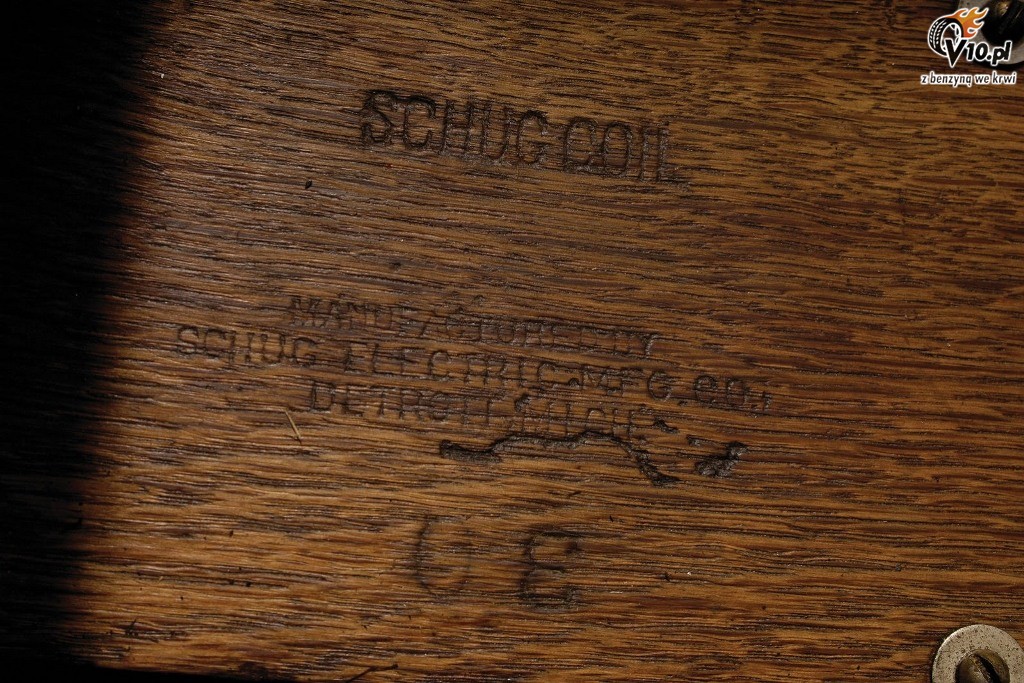 V10.pl
z benzyną we krwi
SCHUG COIL
MANUFACTURED BY
SCHUG ELECTRIC MFG. CO.,
DETROIT, MICH.